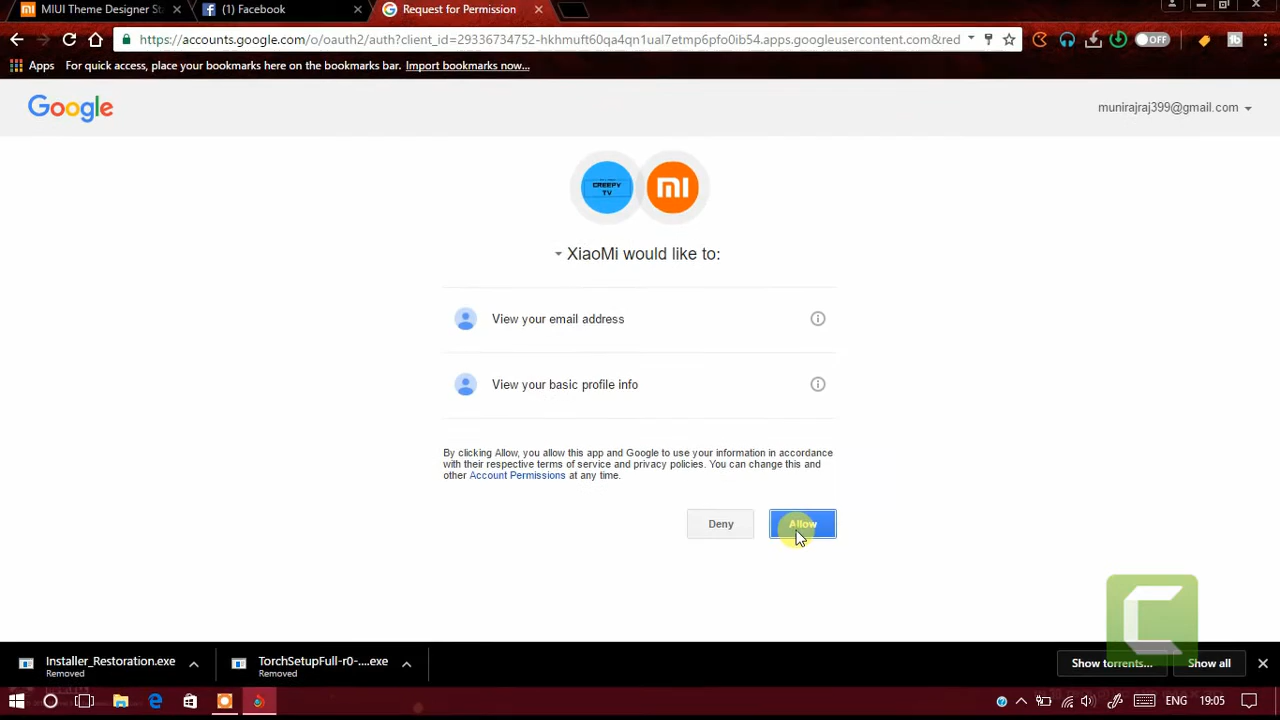 MIUI Theme Designer St
(1) Facebook
Request for Permission
https://accounts.google.com/o/oauth2/auth?client_id=29336734752-hkhmuft60qa4qn1ual7etmp6pfo0ib54.apps.googleusercontent.com&red
OFF
Apps
For quick access, place your bookmarks here on the bookmarks bar. Import bookmarks now...
Google
munirajraj399@gmail.com
CREEPY
TV
mi
XiaoMi would like to:
View your email address
View your basic profile info
By clicking Allow, you allow this app and Google to use your information in accordance
with their respective terms of service and privacy policies. You can change this and
other Account Permissions at any time.
Deny
Allow
Installer_Restoration.exe
Removed
TorchSetupFull-r0-....exe
Removed
Show torrents...
Show all
ENG
19:05